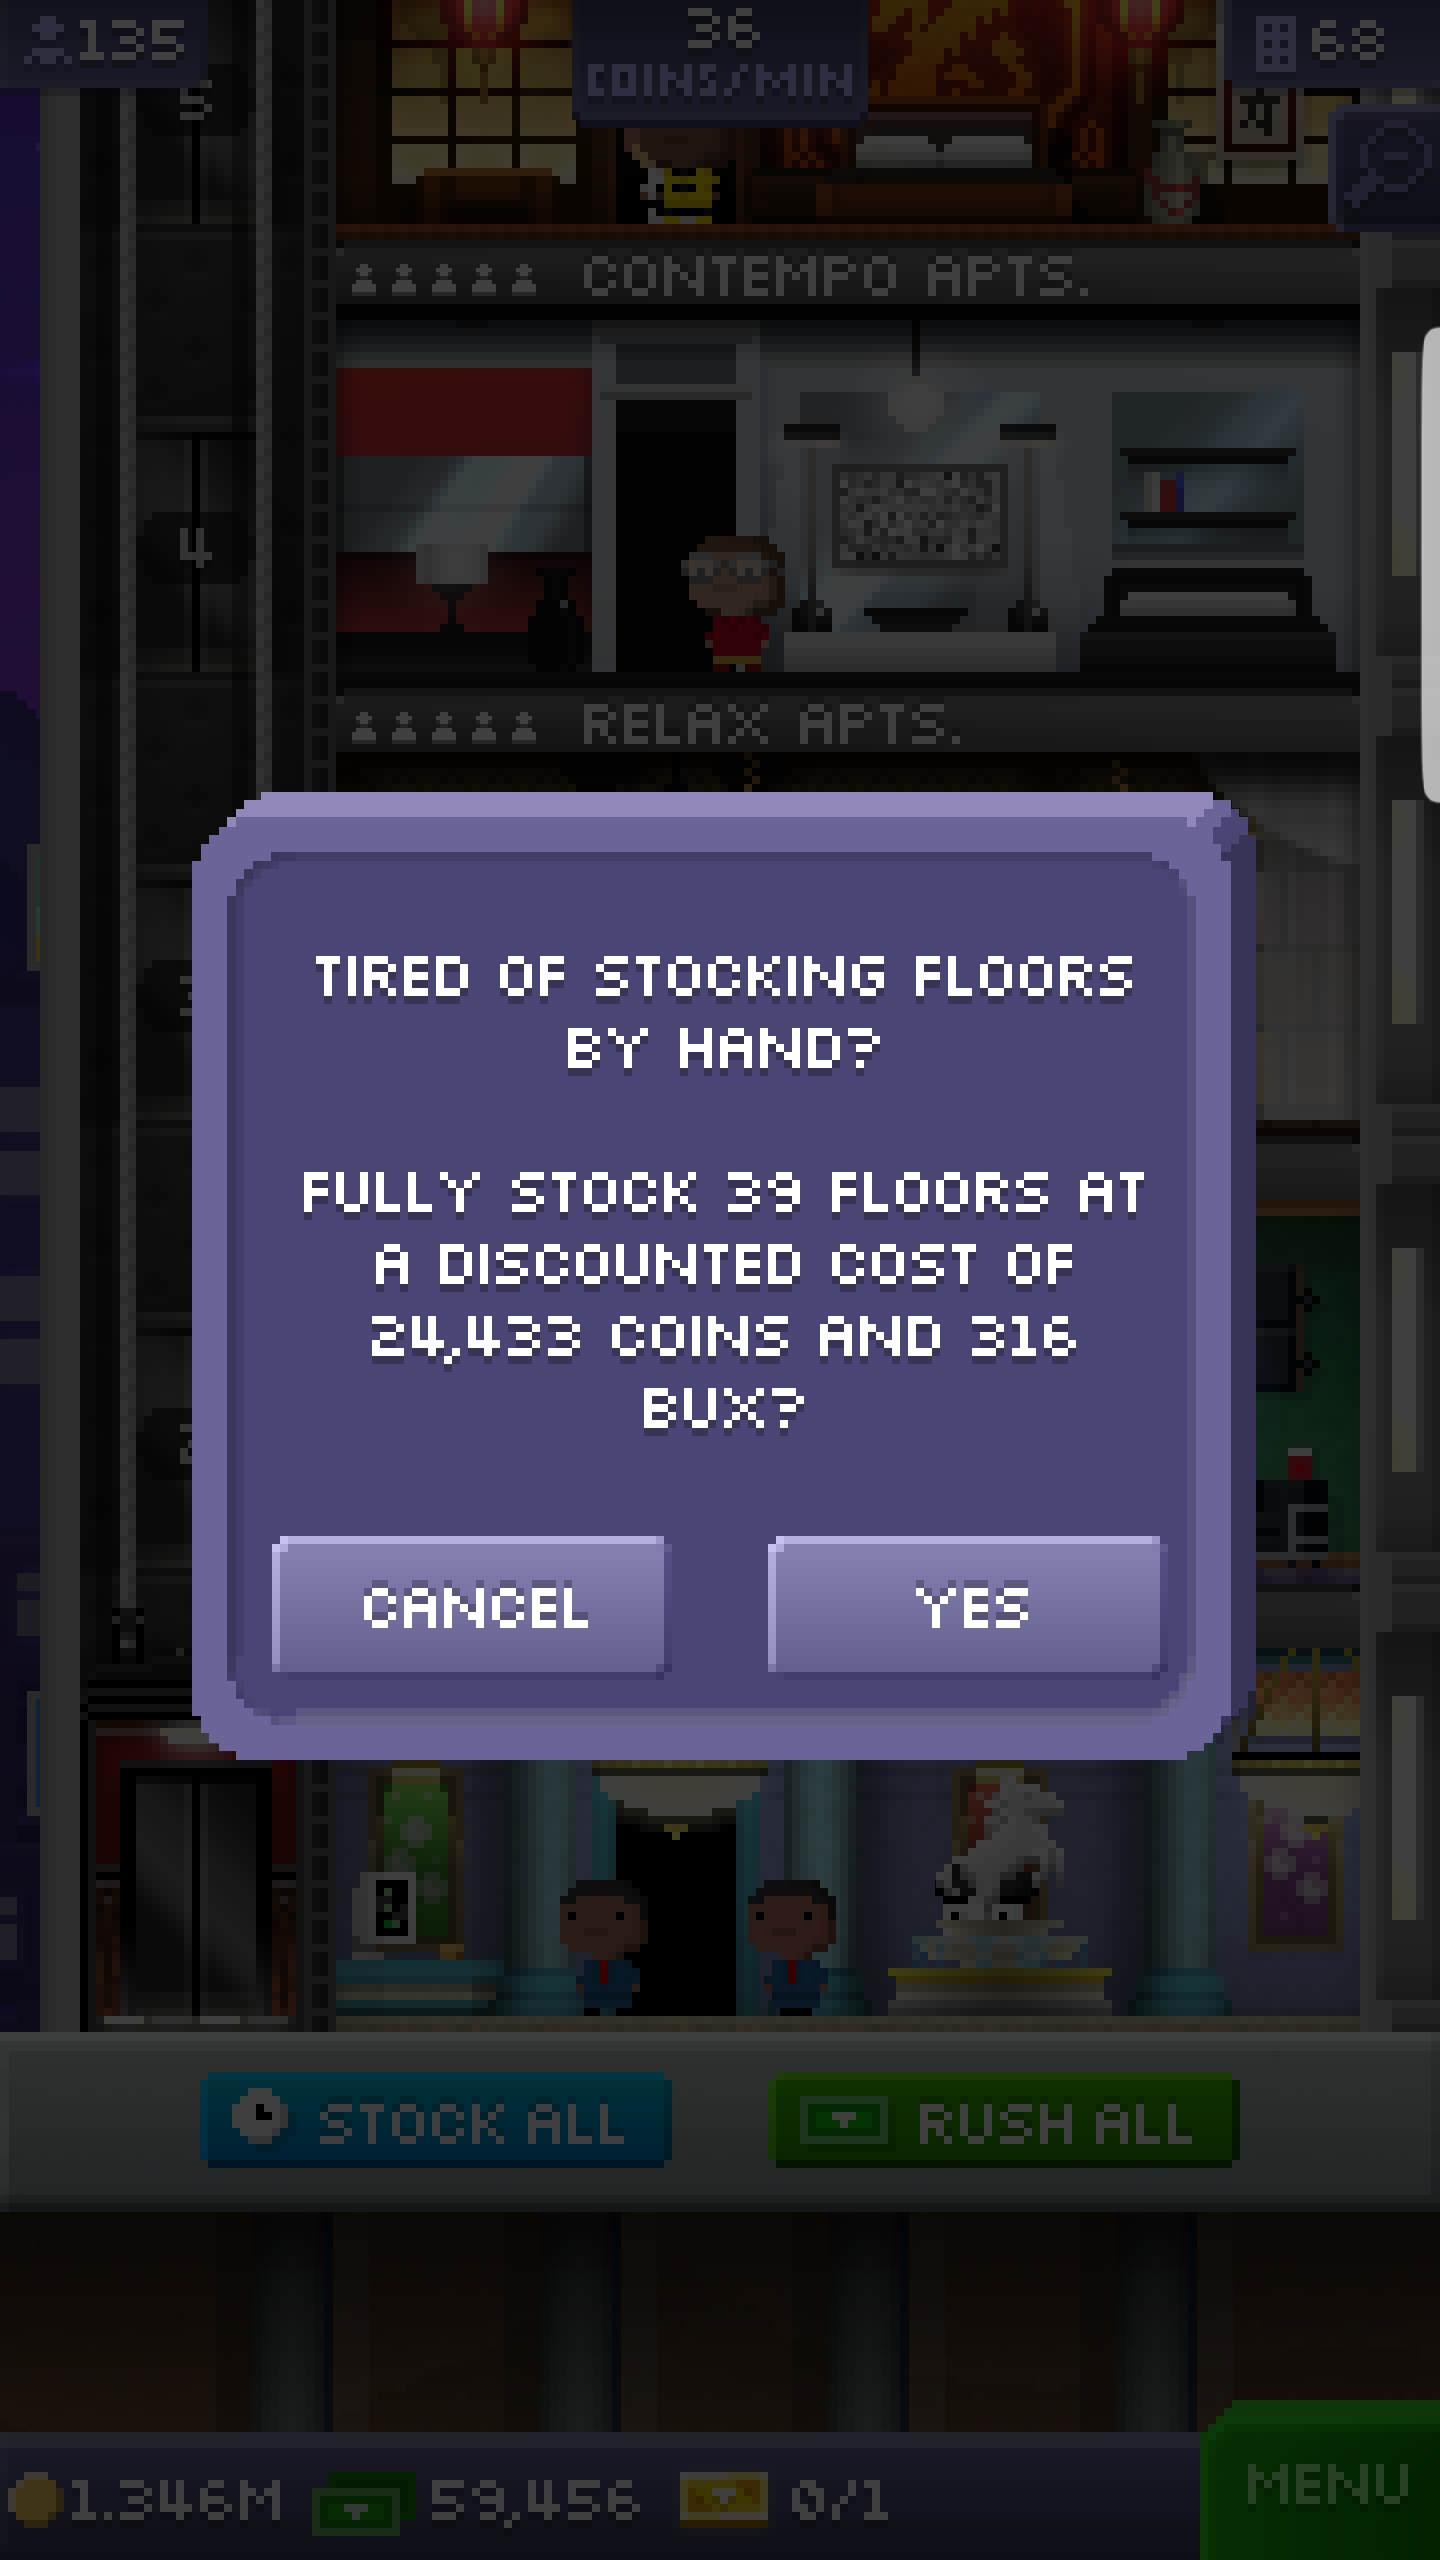 135
36
COINS/MIN
68
5
CONTEMPO APTS.
4
RELAX APTS.
TIRED OF STOCKING FLOORS
BY HAND?
FULLY STOCK 39 FLOORS AT
A DISCOUNTED COST OF
24,433 COINS AND 316
BUX?
CANCEL
YES
STOCK ALL
RUSH ALL
1.346M
59,456
0/1
MENU